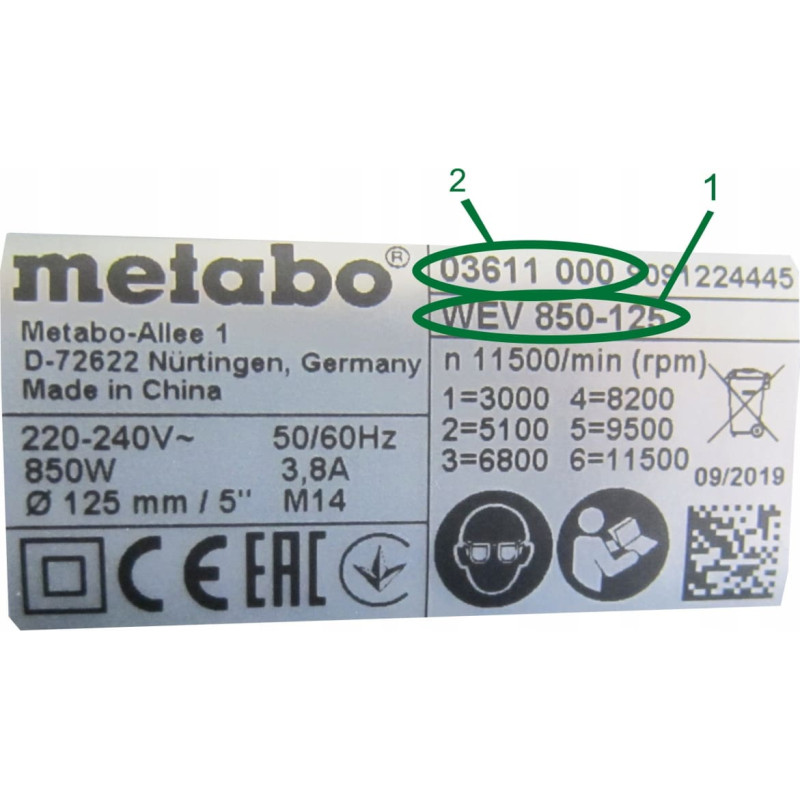 2
1
metabo®
Metabo-Allee 1
D-72622 Nürtingen, Germany
Made in China
220-240V~ 50/60Hz
850W 3,8A
Ø 125 mm / 5" M14
CE EAC
03611 000 9091224445
WEV 850-125
n 11500/min (rpm)
1=3000 4=8200
2=5100 5=9500
3=6800 6=11500
09/2019